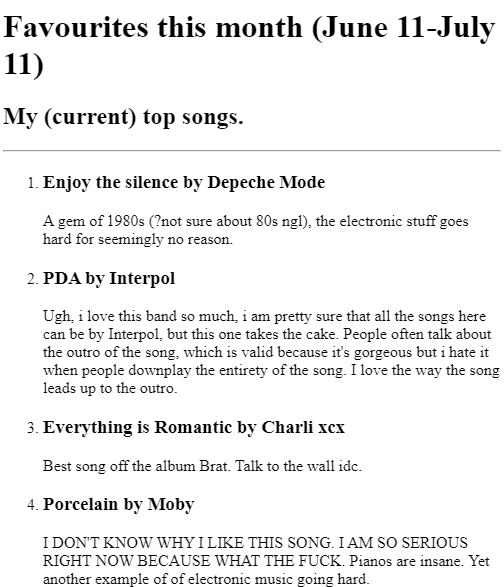 Favourites this month (June 11-July
11)
My (current) top songs.
1. Enjoy the silence by Depeche Mode
A gem of 1980s (?not sure about 80s ngl), the electronic stuff goes
hard for seemingly no reason.
2. PDA by Interpol
Ugh, i love this band so much, i am pretty sure that all the songs here
can be by Interpol, but this one takes the cake. People often talk about
the outro of the song, which is valid because it's gorgeous but i hate it
when people downplay the entirety of the song. I love the way the song
leads up to the outro.
3. Everything is Romantic by Charli xcx
Best song off the album Brat. Talk to the wall idc.
4. Porcelain by Moby
I DON'T KNOW WHY I LIKE THIS SONG. I AM SO SERIOUS
RIGHT NOW BECAUSE WHAT THE FUCK. Pianos are insane. Yet
another example of of electronic music going hard.